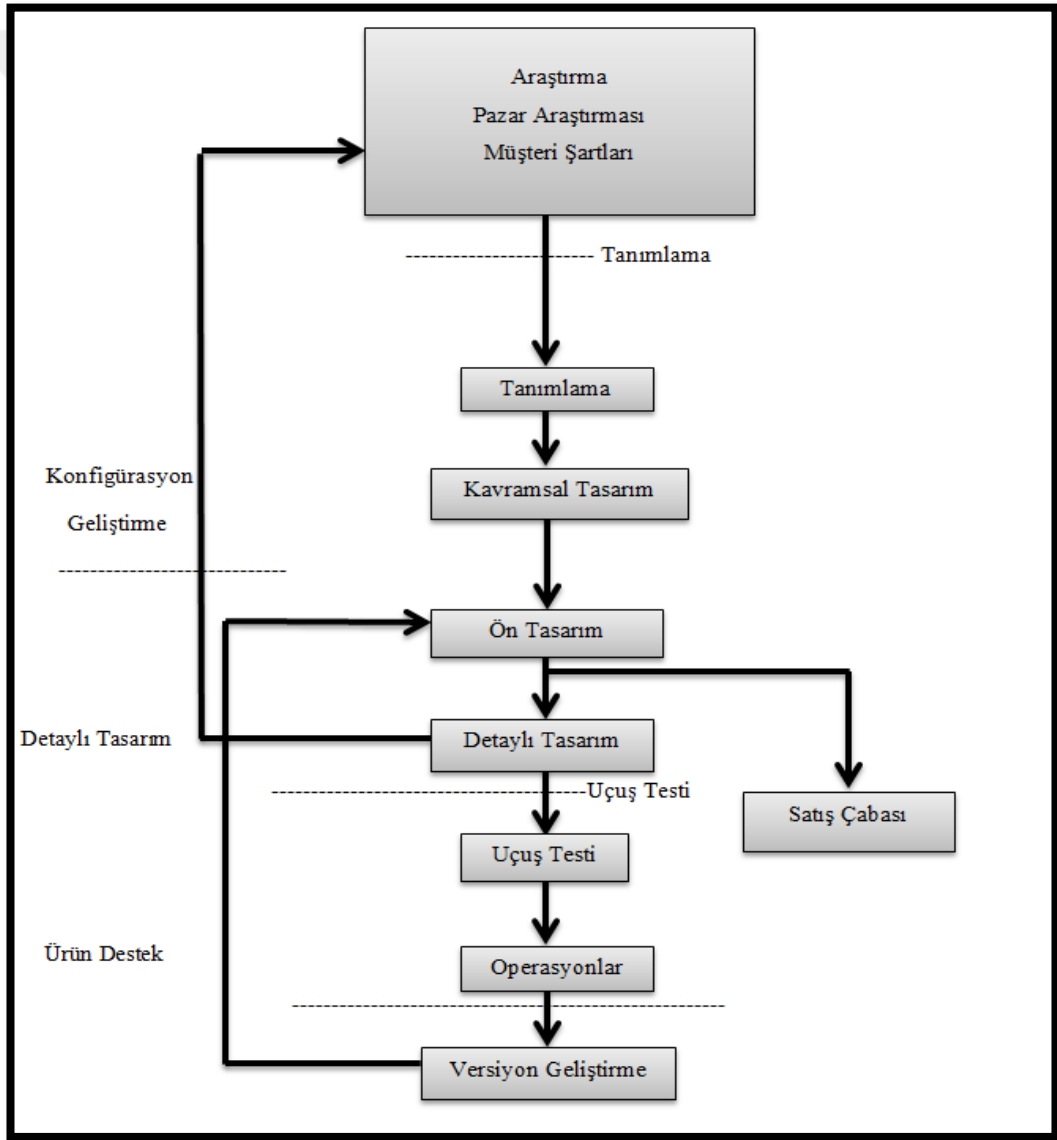 Araştırma
Pazar Araştırması
Müşteri Şartları
---------------------- Tanımlama
Tanımlama
Konfigürasyon
Geliştirme
Kavramsal Tasarım
-----------------------------
Ön Tasarım
Detaylı Tasarım
Detaylı Tasarım
----------------------------------------Uçuş Testi
Satış Çabası
Uçuş Testi
Ürün Destek
Operasyonlar
-------------------------------------------------------
Versiyon Geliştirme